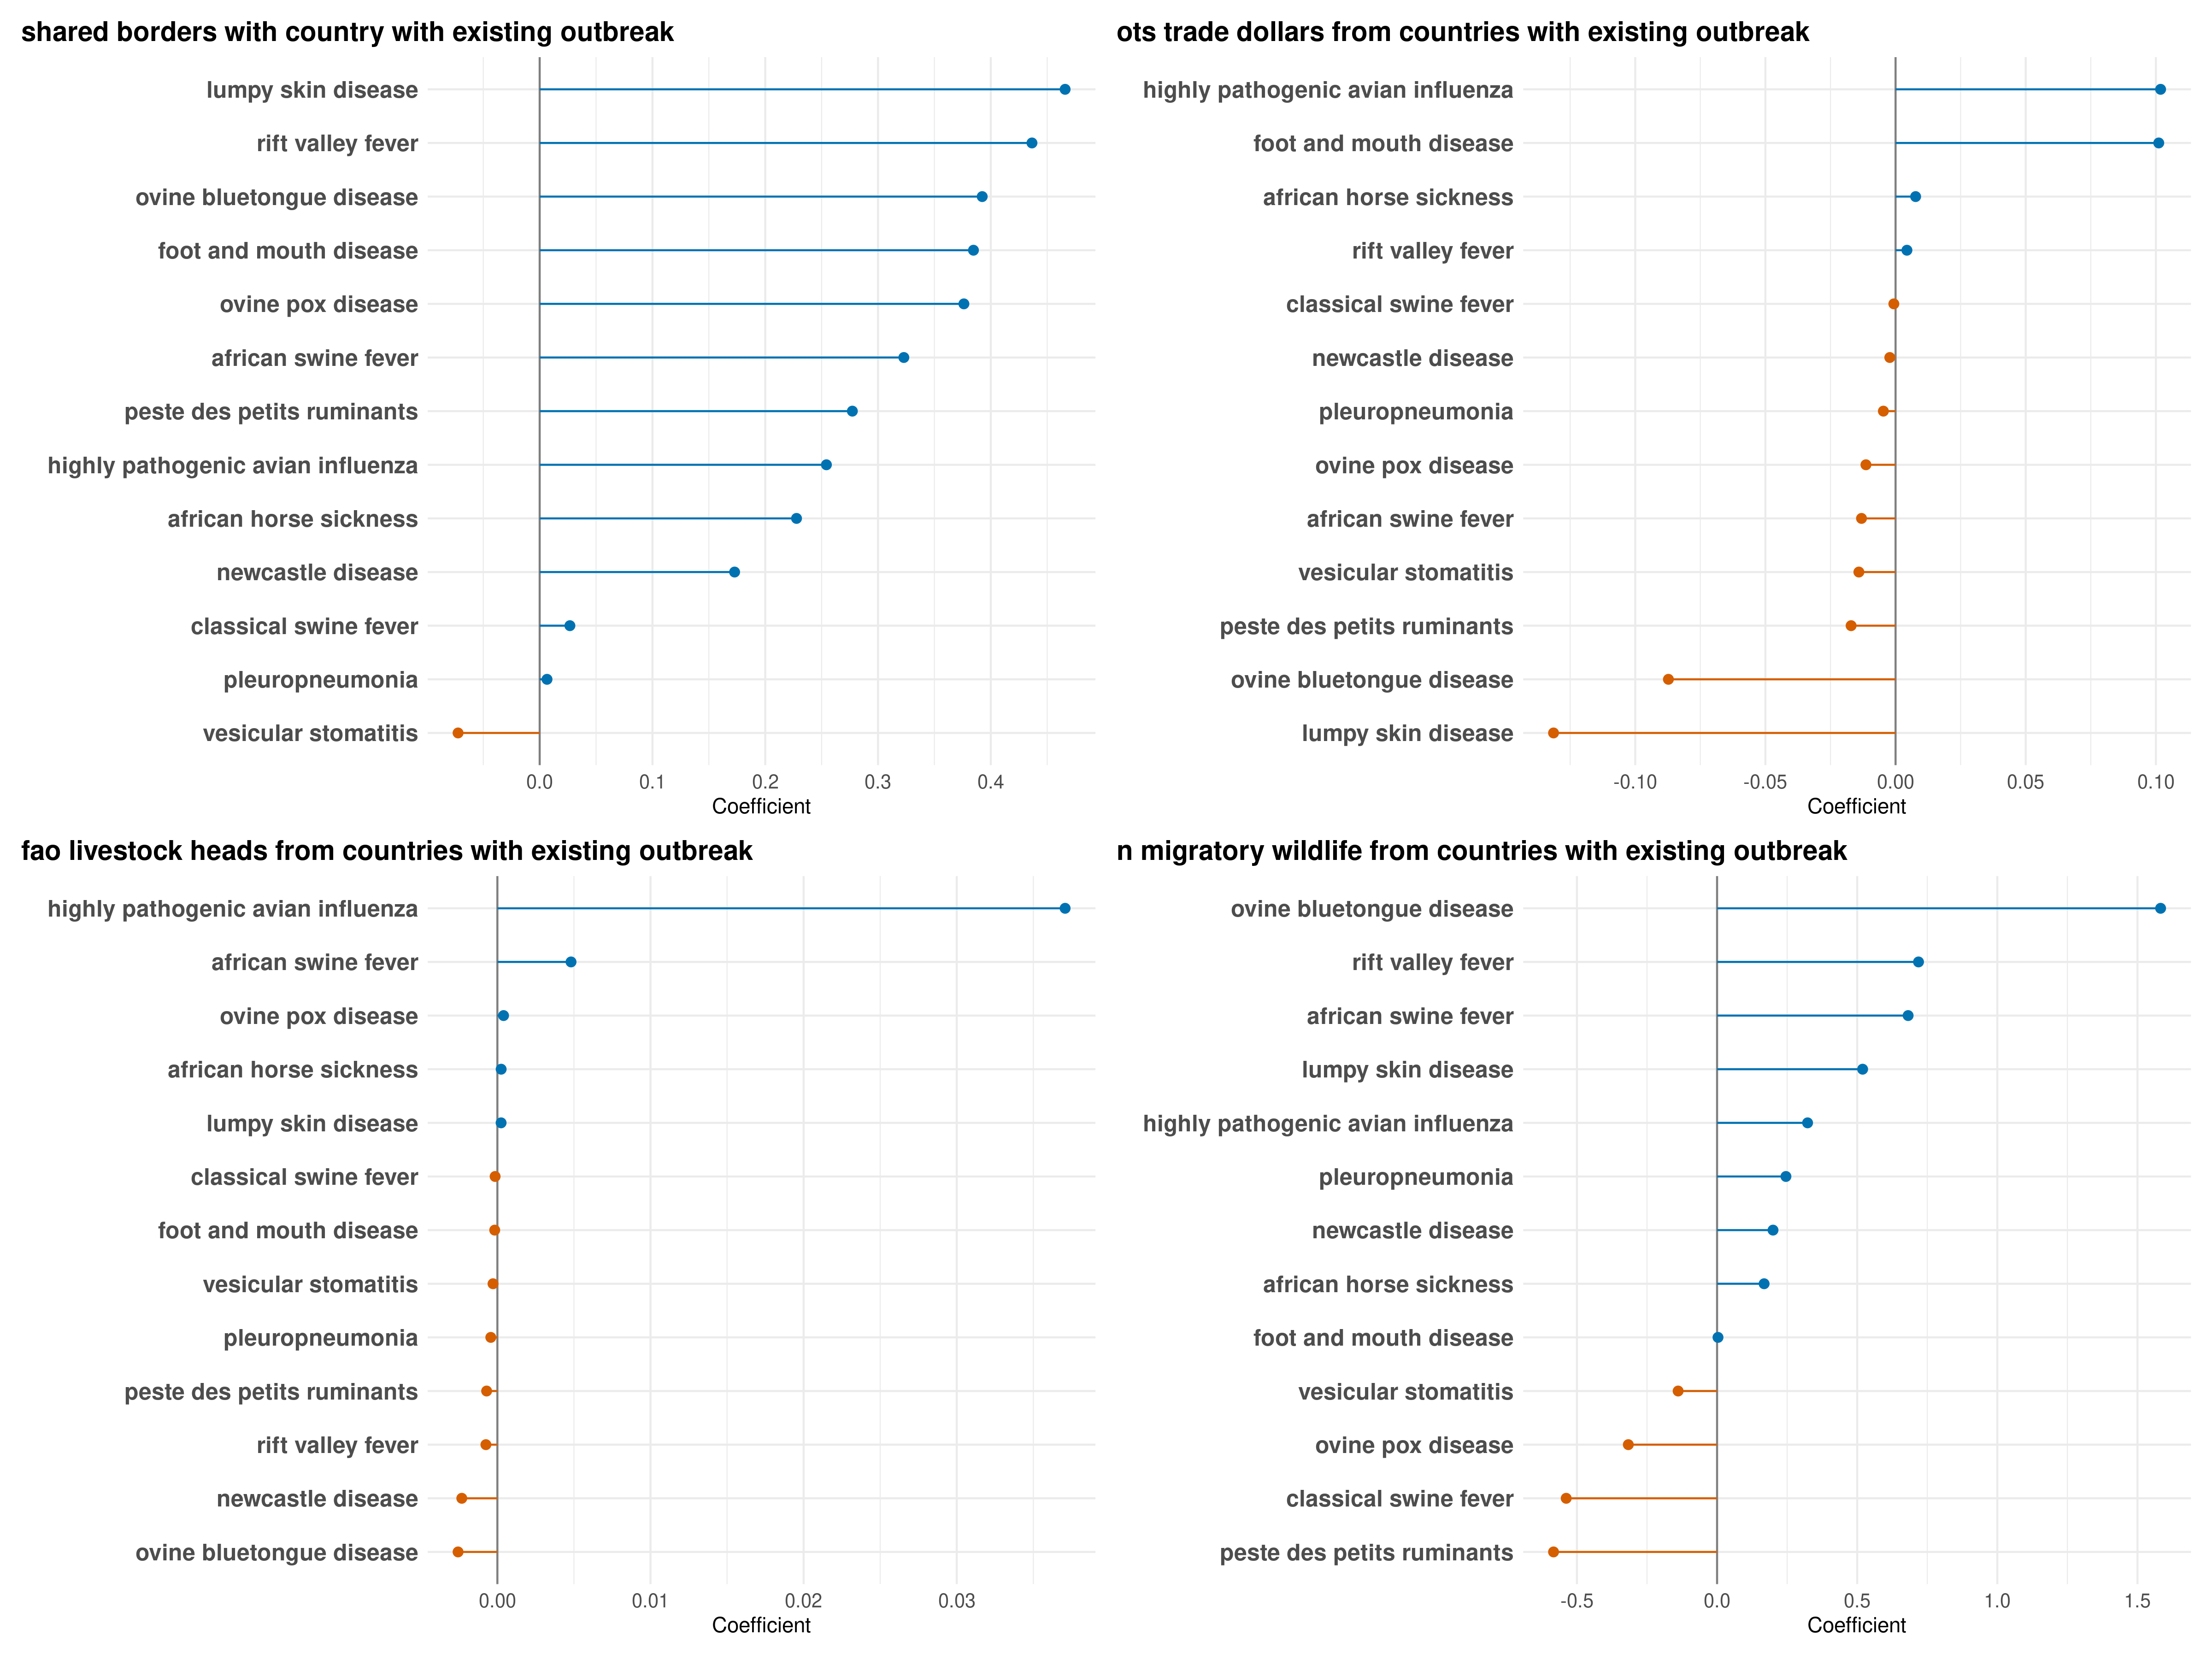 shared borders with country with existing outbreak
lumpy skin disease
rift valley fever
ovine bluetongue disease
foot and mouth disease
ovine pox disease
african swine fever
peste des petits ruminants
highly pathogenic avian influenza
african horse sickness
newcastle disease
classical swine fever
pleuropneumonia
vesicular stomatitis
0.0 0.1 0.2 0.3 0.4
Coefficient
ots trade dollars from countries with existing outbreak
highly pathogenic avian influenza
foot and mouth disease
african horse sickness
rift valley fever
classical swine fever
newcastle disease
pleuropneumonia
ovine pox disease
african swine fever
vesicular stomatitis
peste des petits ruminants
ovine bluetongue disease
lumpy skin disease
-0.10 -0.05 0.00 0.05 0.10
Coefficient
fao livestock heads from countries with existing outbreak
highly pathogenic avian influenza
african swine fever
ovine pox disease
african horse sickness
lumpy skin disease
classical swine fever
foot and mouth disease
vesicular stomatitis
pleuropneumonia
peste des petits ruminants
rift valley fever
newcastle disease
ovine bluetongue disease
0.00 0.01 0.02 0.03
Coefficient
n migratory wildlife from countries with existing outbreak
ovine bluetongue disease
rift valley fever
african swine fever
lumpy skin disease
highly pathogenic avian influenza
pleuropneumonia
newcastle disease
african horse sickness
foot and mouth disease
vesicular stomatitis
ovine pox disease
classical swine fever
peste des petits ruminants
-0.5 0.0 0.5 1.0 1.5
Coefficient